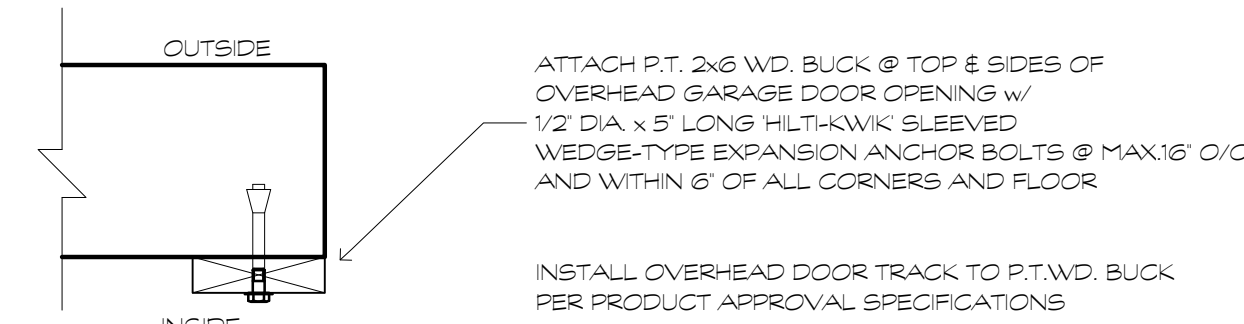 OUTSIDE
ATTACH P.T. 2x6 WD. BUCK @ TOP & SIDES OF
OVERHEAD GARAGE DOOR OPENING w/
1/2" DIA. x 5" LONG 'HILTI-KWIK' SLEEVED
WEDGE-TYPE EXPANSION ANCHOR BOLTS @ MAX.16" O/C
AND WITHIN 6" OF ALL CORNERS AND FLOOR
INSTALL OVERHEAD DOOR TRACK TO P.T.WD. BUCK
PER PRODUCT APPROVAL SPECIFICATIONS
INSIDE